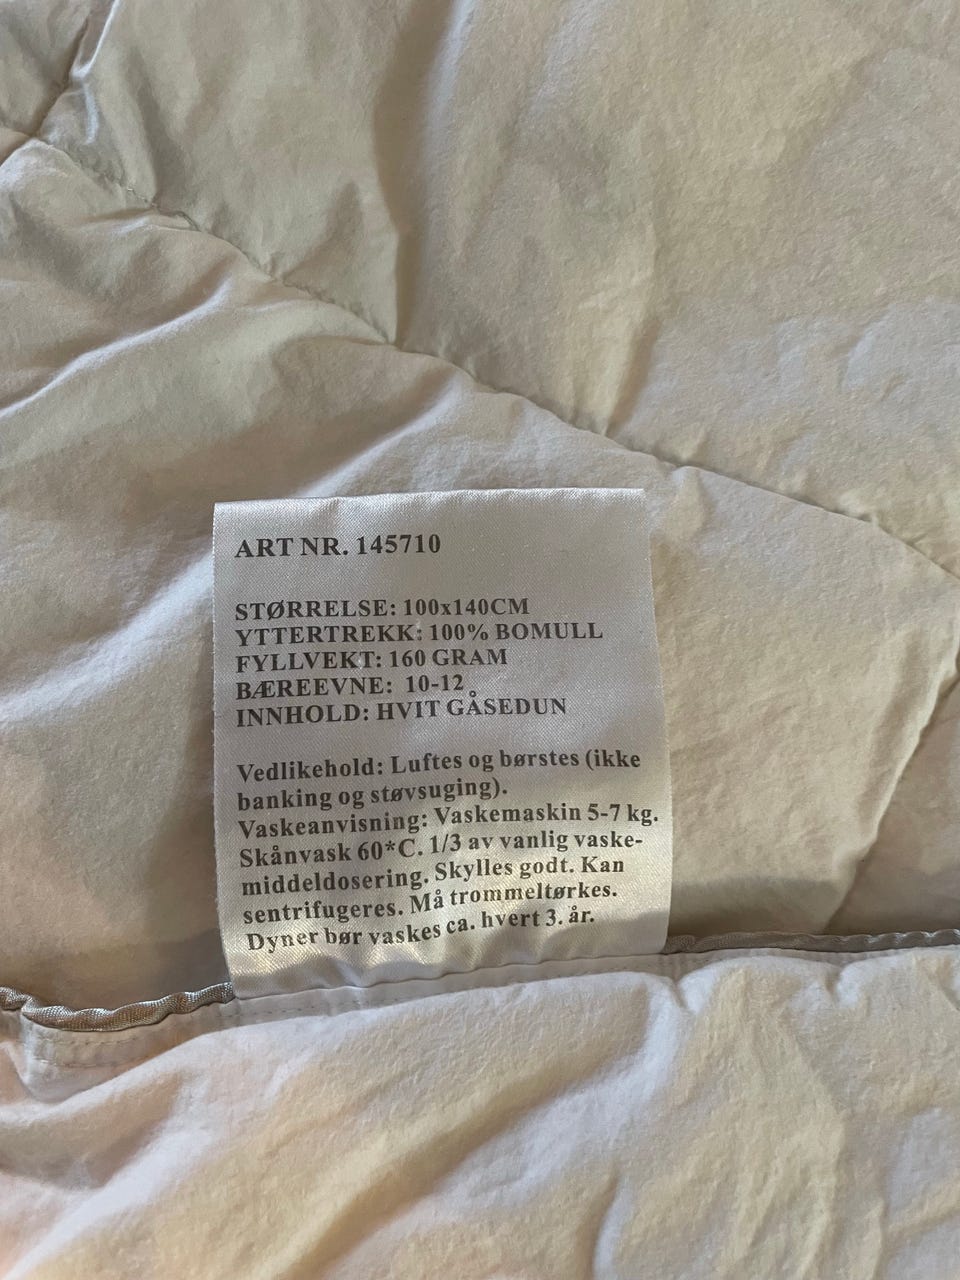 ART NR. 145710
STØRRELSE: 100x140CM
YTTERTREKK: 100% BOMULL
FYLLVEKT: 160 GRAM
BÆREEVNE: 10-12
INNHOLD: HVIT GÅSEDUN
Vedlikehold: Luftes og børstes (ikke
banking og støvsuging).
Vaskeanvisning: Vaskemaskin 5-7 kg.
Skånvask 60*C. 1/3 av vanlig vaske-
middeldosering. Skylles godt. Kan
sentrifugeres. Må trommeltørkes.
Dyner bør vaskes ca. hvert 3. år.